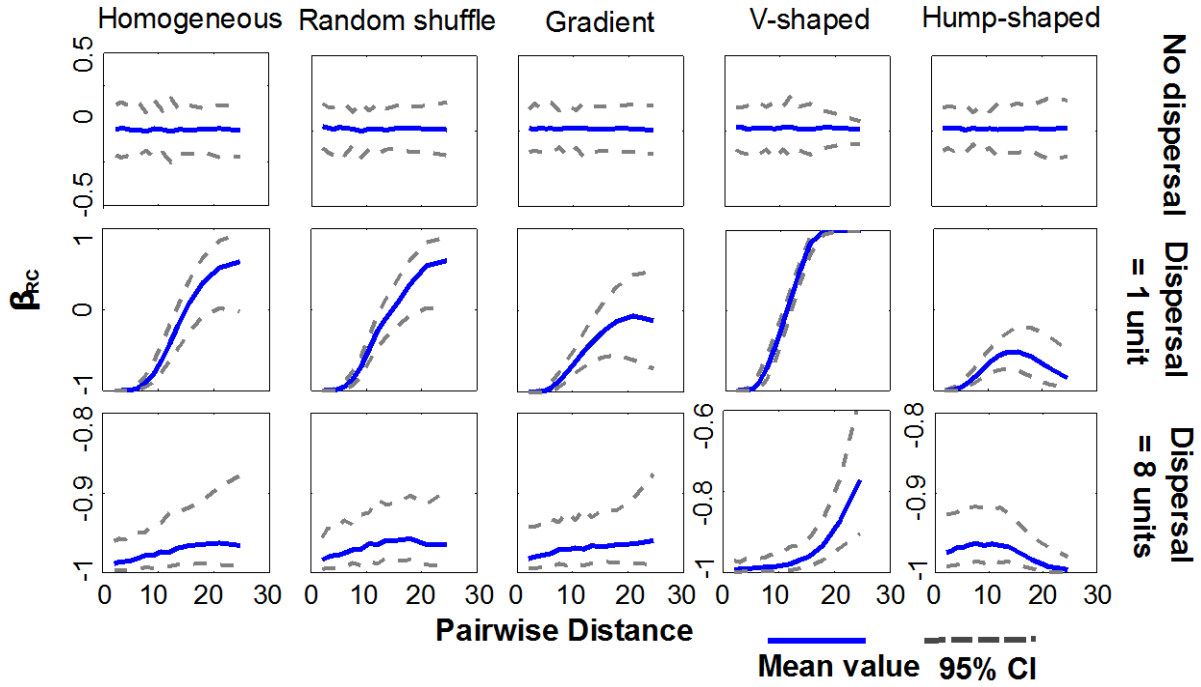 Homogeneous Random shuffle Gradient V-shaped Hump-shaped
0.5
0
-0.5
No dispersal
βRC
1
0
1
Dispersal
= 1 unit
-0.8
-0.9
-1
-0.6
-0.8
-1
-0.8
-0.9
-1
Dispersal
= 8 units
0 10 20 30 0 10 20 30 0 10 20 30 0 10 20 30 0 10 20 30
Pairwise Distance
Mean value 95% CI